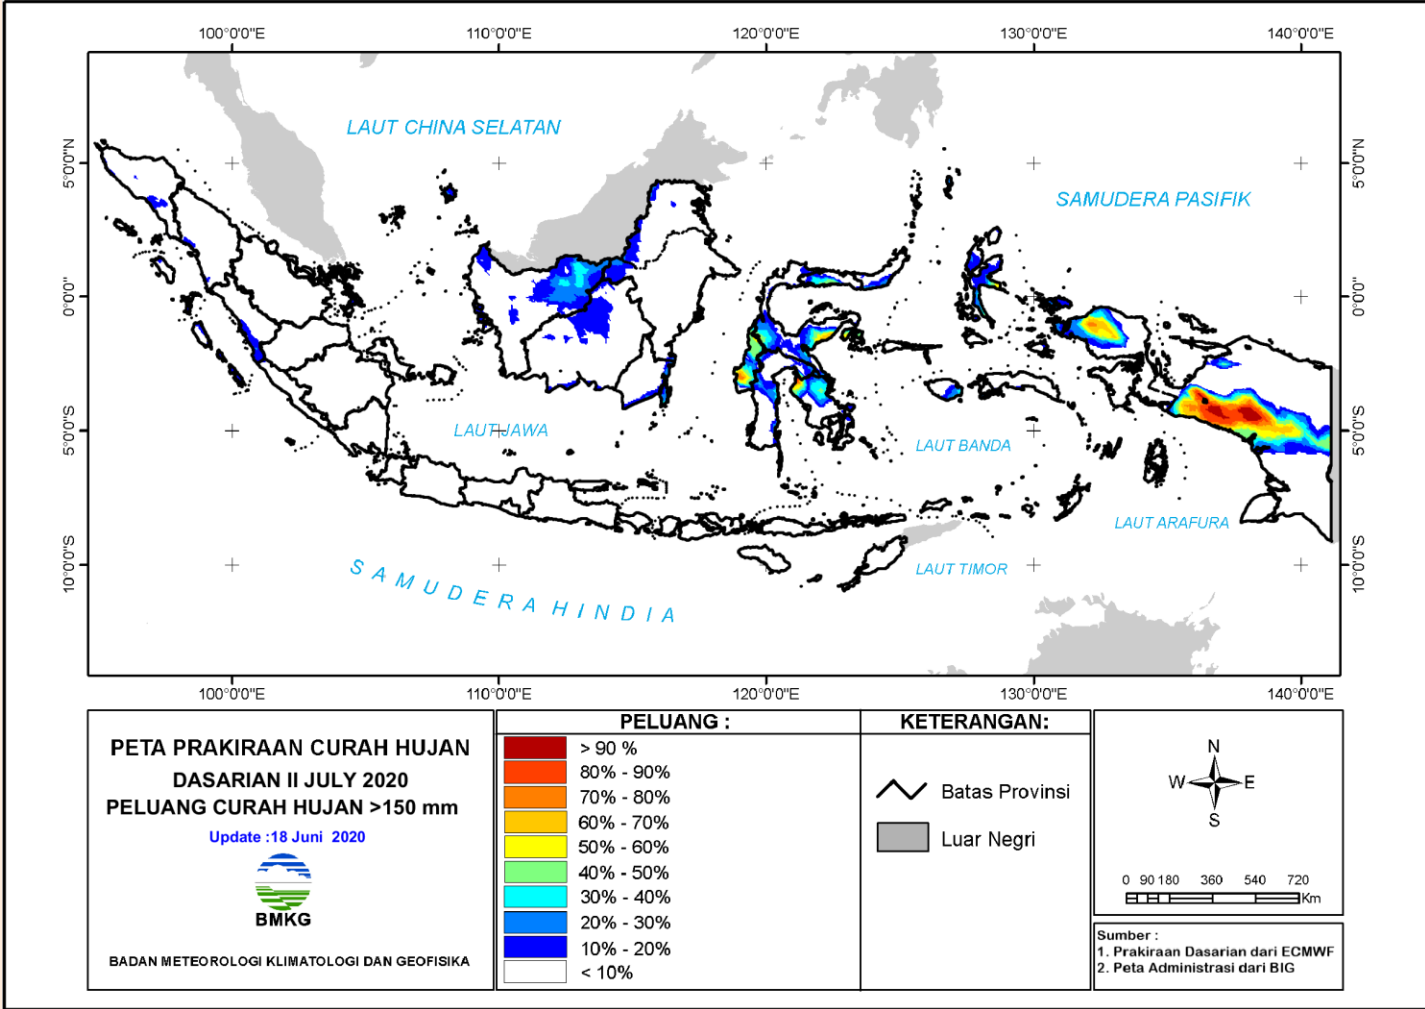 100°0'0"E 110°0'0"E 120°0'0"E 130°0'0"E 140°0'0"E
5°0'0"N
0°0'0"
5°0'0"S
10°0'0"S
LAUT CHINA SELATAN
SAMUDERA PASIFIK
LAUT JAWA
LAUT BANDA
LAUT ARAFURA
LAUT TIMOR
SAMUDERA HINDIA
5°0'0"N
0°0'0"
5°0'0"S
10°0'0"S
100°0'0"E 110°0'0"E 120°0'0"E 130°0'0"E 140°0'0"E
PETA PRAKIRAAN CURAH HUJAN
DASARIAN II JULY 2020
PELUANG CURAH HUJAN >150 mm
Update :18 Juni 2020
BMKG
BADAN METEOROLOGI KLIMATOLOGI DAN GEOFISIKA
PELUANG :
> 90 %
80% - 90%
70% - 80%
60% - 70%
50% - 60%
40% - 50%
30% - 40%
20% - 30%
10% - 20%
< 10%
KETERANGAN:
Batas Provinsi
Luar Negri
N
W E
S
0 90 180 360 540 720
Km
Sumber :
1. Prakiraan Dasarian dari ECMWF
2. Peta Administrasi dari BIG